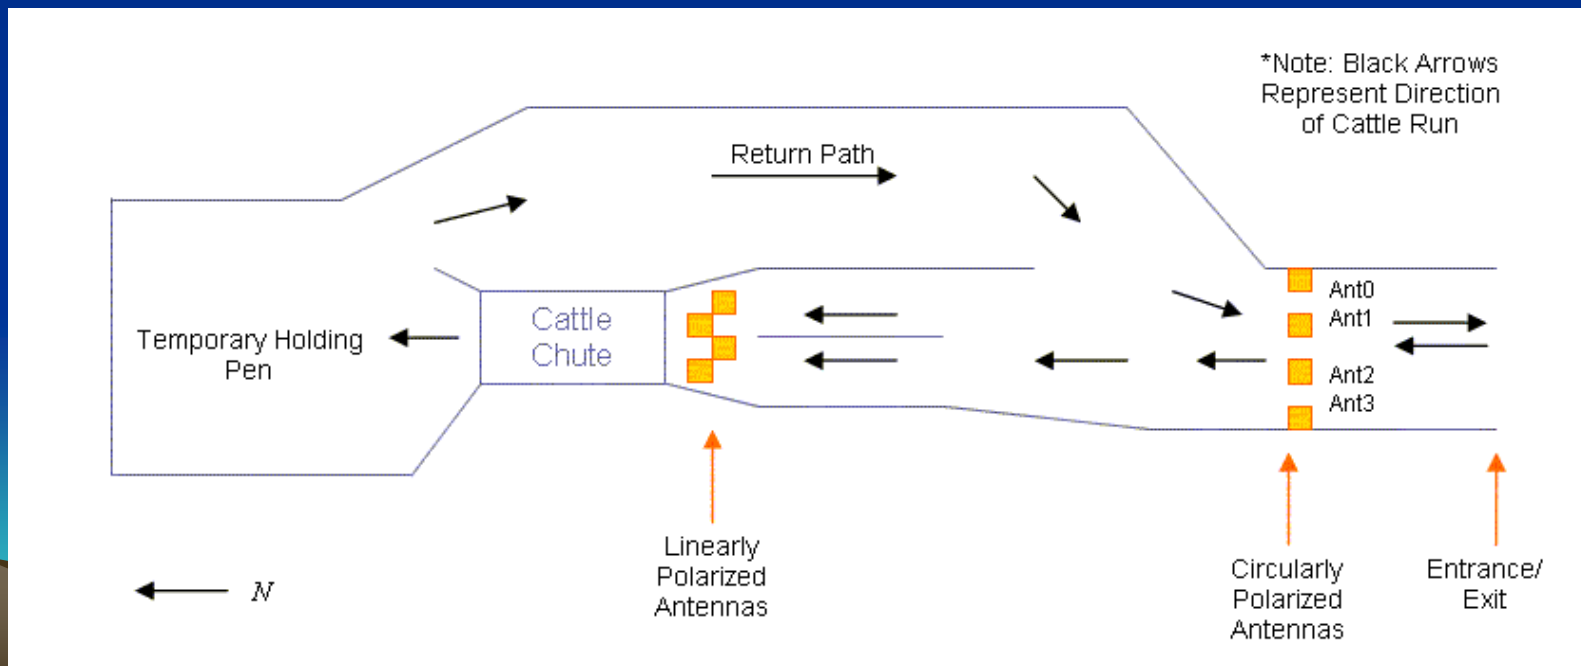 *Note: Black Arrows
Represent Direction
of Cattle Run
Return Path
Ant0
Ant1
Cattle
Chute
Temporary Holding
Pen
Ant2
Ant3
Linearly
Polarized
Antennas
Circularly
Polarized
Antennas
Entrance/
Exit
N